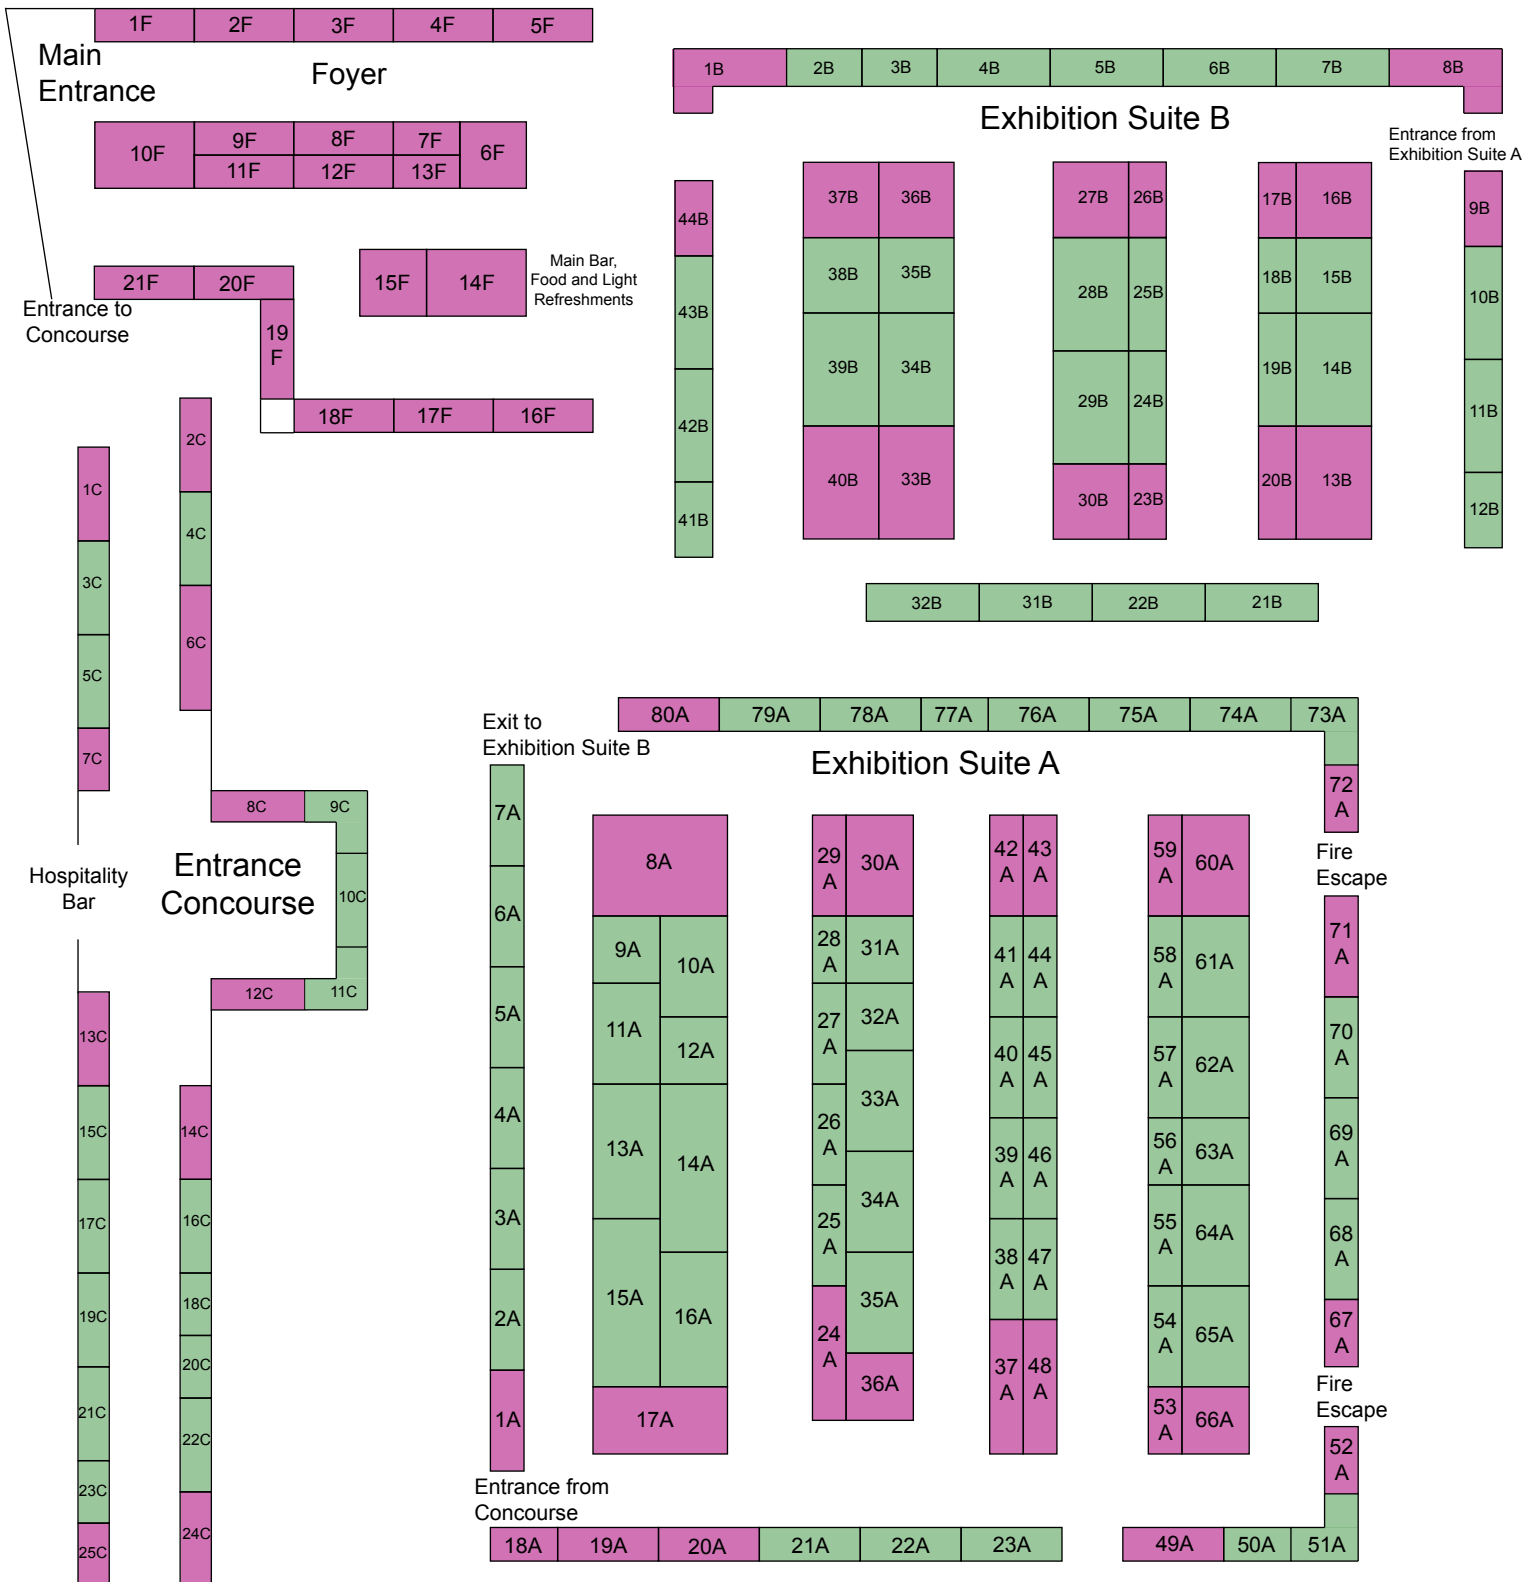 1F 2F 3F 4F 5F
Main
Entrance
Foyer
10F 9F 8F 7F 6F
11F 12F 13F
21F 20F
15F 14F
Main Bar,
Food and Light
Refreshments
Entrance to
Concourse
19
F
18F 17F 16F
1B 2B 3B 4B 5B 6B 7B 8B
Exhibition Suite B
Entrance from
Exhibition Suite A
44B
43B
42B
41B
37B 36B
38B 35B
39B 34B
40B 33B
27B 26B
28B 25B
29B 24B
30B 23B
17B 16B
18B 15B
19B 14B
20B 13B
9B
10B
11B
12B
32B 31B 22B 21B
1C
3C
5C
7C
2C
4C
6C
8C 9C
10C
12C 11C
Hospitality
Bar
Entrance
Concourse
13C
15C
17C
19C
21C
23C
25C
14C
16C
18C
20C
22C
24C
Exit to
Exhibition Suite B
80A 79A 78A 77A 76A 75A 74A 73A
Exhibition Suite A
7A
6A
5A
4A
3A
2A
1A
8A
9A 10A
11A 12A
13A 14A
15A 16A
17A
29
A
30A
28
A
31A
27
A
32A
26
A
33A
25
A
34A
24
A
35A
36A
42 43
A A
41 44
A A
40 45
A A
39 46
A A
38 47
A A
37 48
A A
59
A
60A
58
A
61A
57
A
62A
56
A
63A
55
A
64A
54
A
65A
53
A
66A
72
A
Fire
Escape
71
A
70
A
69
A
68
A
67
A
Fire
Escape
52
A
Entrance from
Concourse
18A 19A 20A 21A 22A 23A 49A 50A 51A